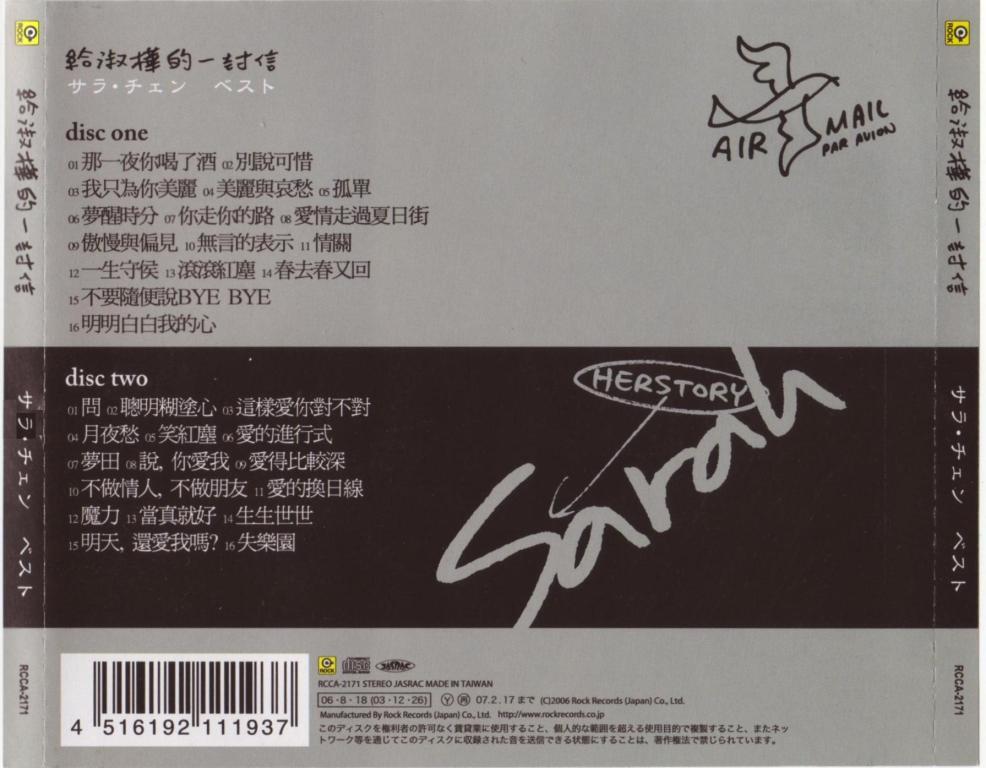 ROCK
ROCK
給淑樺的一封信
サラ・チェン　ベスト
disc one
01 那一夜你喝了酒 02 別說可惜
03 我只為你美麗 04 美麗與哀愁 05 孤單
06 夢醒時分 07 你走你的路 08 愛情走過夏日街
09 傲慢與偏見 10 無言的表示 11 情關
12 一生守侯 13 滾滾紅塵 14 春去春又回
15 不要隨便說BYE BYE
16 明明白白我的心
AIR MAIL
PAR AVION
disc two
01 問 02 聰明糊塗心 03 這樣愛你對不對
04 月夜愁 05 笑紅塵 06 愛的進行式
07 夢田 08 說, 你愛我 09 愛得比較深
10 不做情人, 不做朋友 11 愛的換日線
12 魔力 13 當真就好 14 生生世世
15 明天, 還愛我嗎? 16 失樂園
HERSTORY
Sarah
給淑樺的一封信
サラ・チェン　ベスト
RCCA-2171
給淑樺的一封信
サラ・チェン　ベスト
RCCA-2171
4 516192 111937
ROCK
JASRAC
RCCA-2171 STEREO JASRAC MADE IN TAIWAN
06・8・18 (03・12・26) Ⓨ 再 07.2.17 まで (C)2006 Rock Records (Japan) Co., Ltd.
Manufactured By Rock Records (Japan) Co., Ltd. http://www.rockrecords.co.jp
このディスクを権利者の許可なく賃貸業に使用すること、個人的な範囲を超える使用目的で複製すること、またネッ
トワーク等を通じてこのディスクに収録された音を送信できる状態にすることは、著作権法で禁じられています。